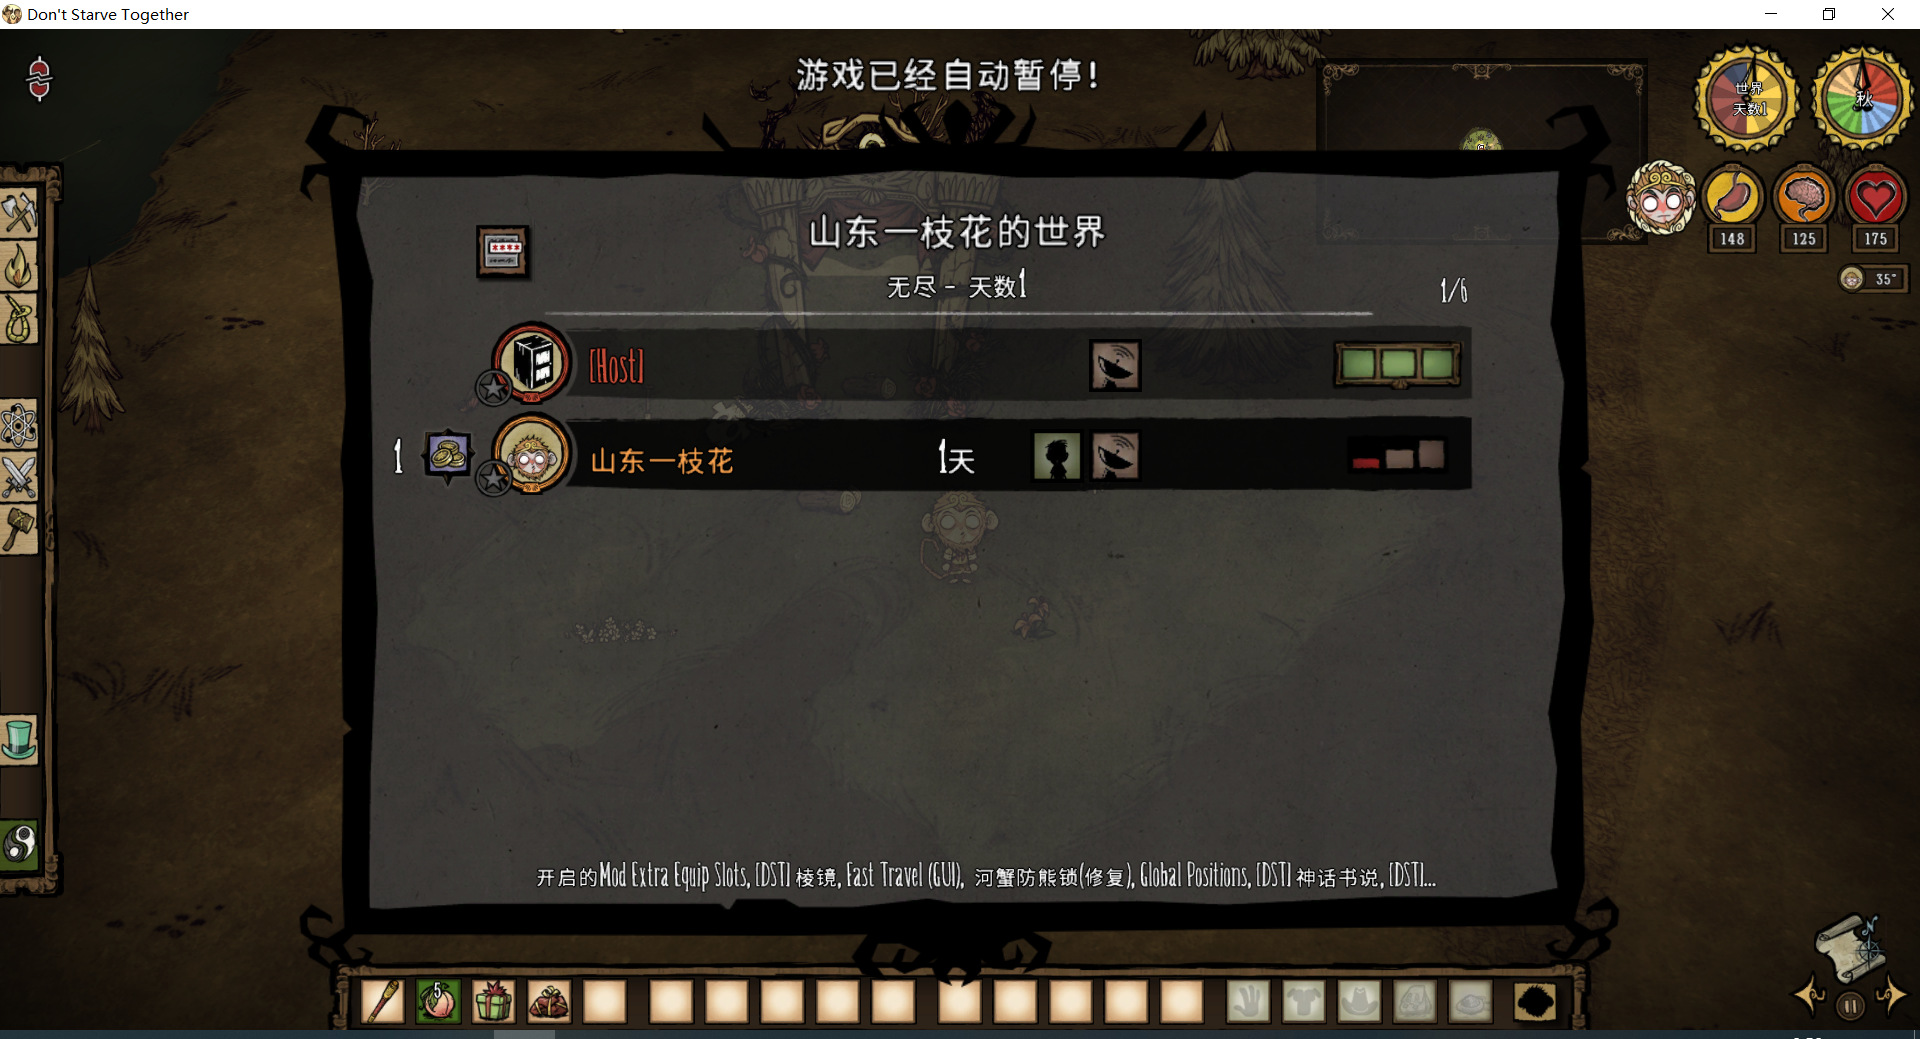 Don't Starve Together
游戏已经自动暂停!
世界
天数1
秋
148
125
175
35°
山东一枝花的世界
无尽 - 天数1
1/6
[Host]
1
山东一枝花
1天
开启的Mod Extra Equip Slots, [DST] 棱镜, Fast Travel (GUI), 河蟹防熊锁(修复), Global Positions, [DST] 神话书说, [DST]...
5
N